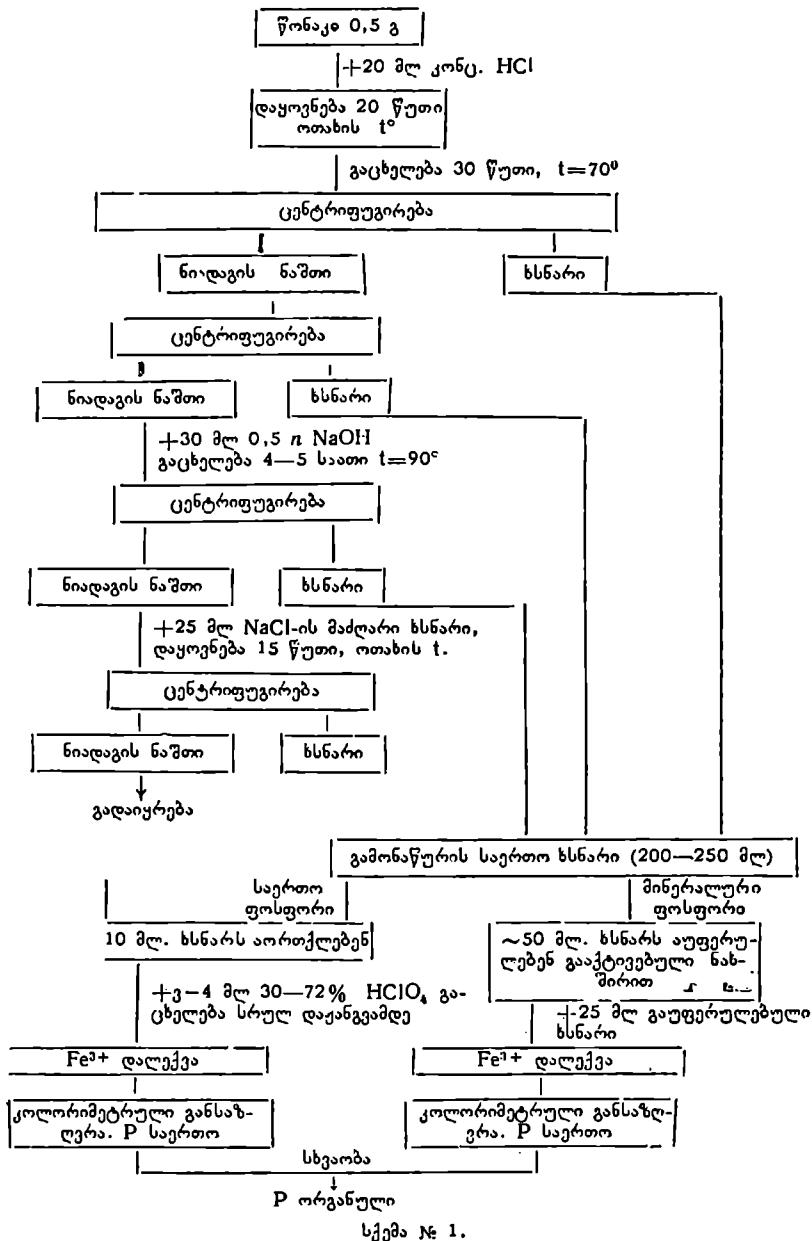 წონაკი 0,5 g
+20 მლ კონც. HCl
დაყოვნება 20 წუთი
ოთახის t°
გაცხელება 30 წუთი, t=70⁰
ცენტრიფუგირება
ნიადაგის ნაშთი ხსნარი
ცენტრიფუგირება
ნიადაგის ნაშთი ხსნარი
+30 მლ 0,5 n NaOH
გაცხელება 4—5 საათი t=90°
ცენტრიფუგირება
ნიადაგის ნაშთი ხსნარი
+25 მლ NaCl-ის მაძღარი ხსნარი,
დაყოვნება 15 წუთი, ოთახის t.
ცენტრიფუგირება
ნიადაგის ნაშთი ხსნარი
გადაიყრება
გამონაწურის საერთო ხსნარი (200—250 მლ)
საერთო
ფოსფორი
მინერალური
ფოსფორი
10 მლ. ხსნარს აორთქლებენ
~50 მლ. ხსნარს აუფერუ-
ლებენ გააქტივებული ნახ-
შირით
+3–4 მლ 30—72% HClO₄ გა-
ცხელება სრულ დაჟანგვამდე
+25 მლ გაუფერულებული
ხსნარი
Fe³⁺ დალექვა Fe³⁺ დალექვა
კოლორიმეტრული განსაზ-
ღვრა. P საერთო
კოლორიმეტრული განსაზღ-
ვრა. P საერთო
სხვაობა
P ორგანული
სქემა № 1.